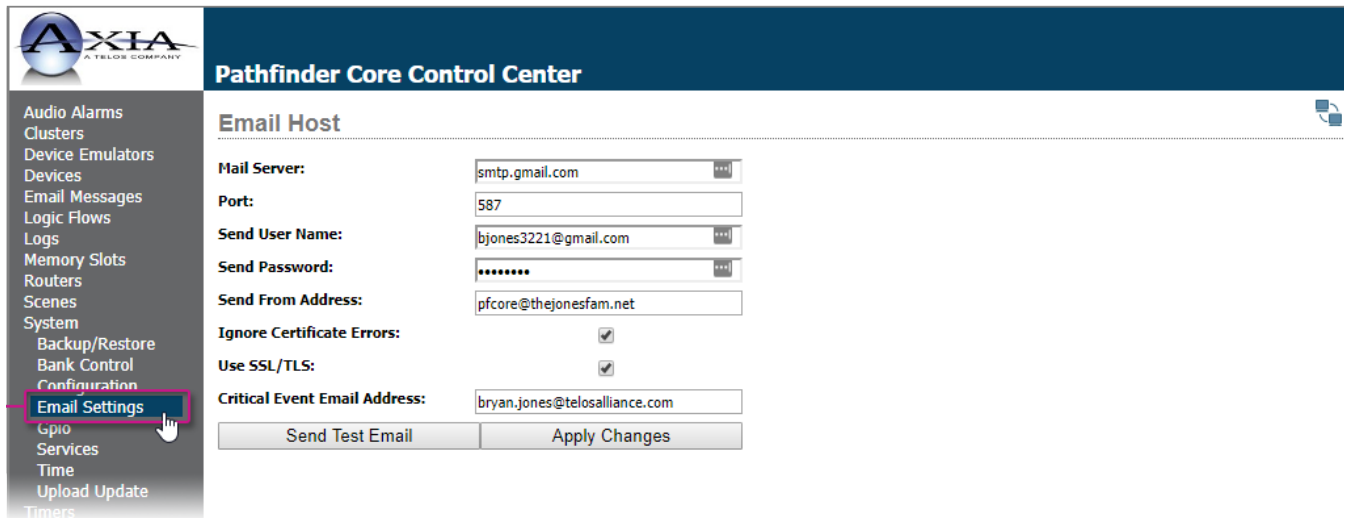 AXIA
A TELOS COMPANY
Pathfinder Core Control Center
Audio Alarms
Clusters
Device Emulators
Devices
Email Messages
Logic Flows
Logs
Memory Slots
Routers
Scenes
System
Backup/Restore
Bank Control
Configuration
Email Settings
Gpio
Services
Time
Upload Update
Timers
Email Host
Mail Server: smtp.gmail.com
Port: 587
Send User Name: bjones3221@gmail.com
Send Password: ••••••••
Send From Address: pfcore@thejonesfam.net
Ignore Certificate Errors:
Use SSL/TLS:
Critical Event Email Address: bryan.jones@telosalliance.com
Send Test Email Apply Changes